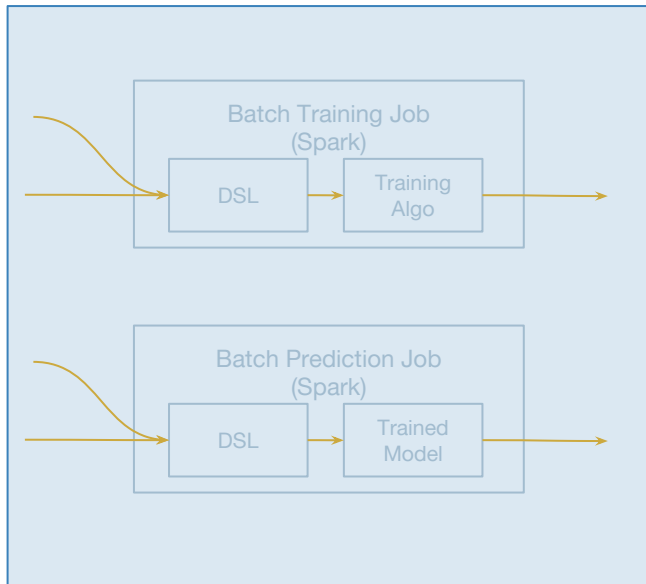 Batch Training Job
(Spark)
DSL
Training
Algo
Batch Prediction Job
(Spark)
DSL
Trained
Model